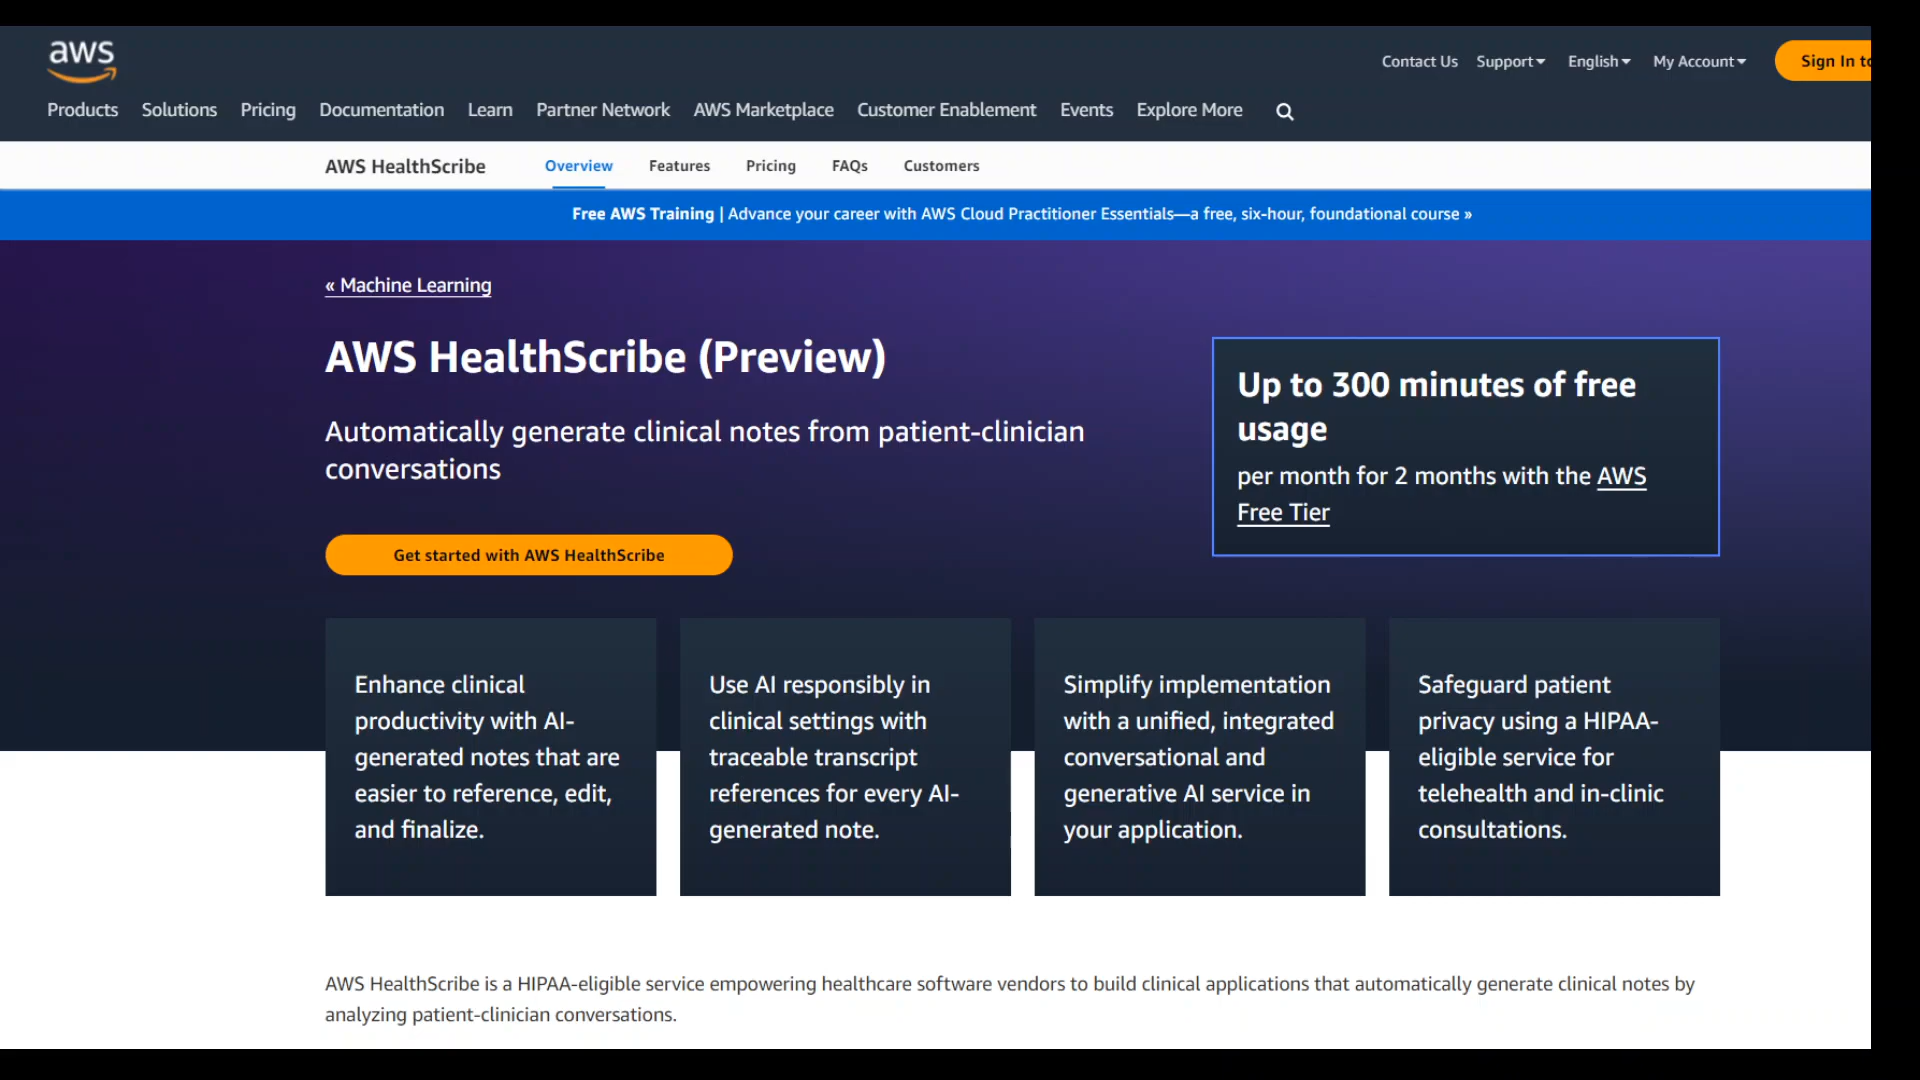 aws
Contact Us Support English My Account Sign In to
Products Solutions Pricing Documentation Learn Partner Network AWS Marketplace Customer Enablement Events Explore More
AWS HealthScribe Overview Features Pricing FAQs Customers
Free AWS Training | Advance your career with AWS Cloud Practitioner Essentials—a free, six-hour, foundational course »
« Machine Learning
AWS HealthScribe (Preview)
Automatically generate clinical notes from patient-clinician
conversations
Get started with AWS HealthScribe
Up to 300 minutes of free
usage
per month for 2 months with the AWS
Free Tier
Enhance clinical
productivity with AI-
generated notes that are
easier to reference, edit,
and finalize.
Use AI responsibly in
clinical settings with
traceable transcript
references for every AI-
generated note.
Simplify implementation
with a unified, integrated
conversational and
generative AI service in
your application.
Safeguard patient
privacy using a HIPAA-
eligible service for
telehealth and in-clinic
consultations.
AWS HealthScribe is a HIPAA-eligible service empowering healthcare software vendors to build clinical applications that automatically generate clinical notes by
analyzing patient-clinician conversations.